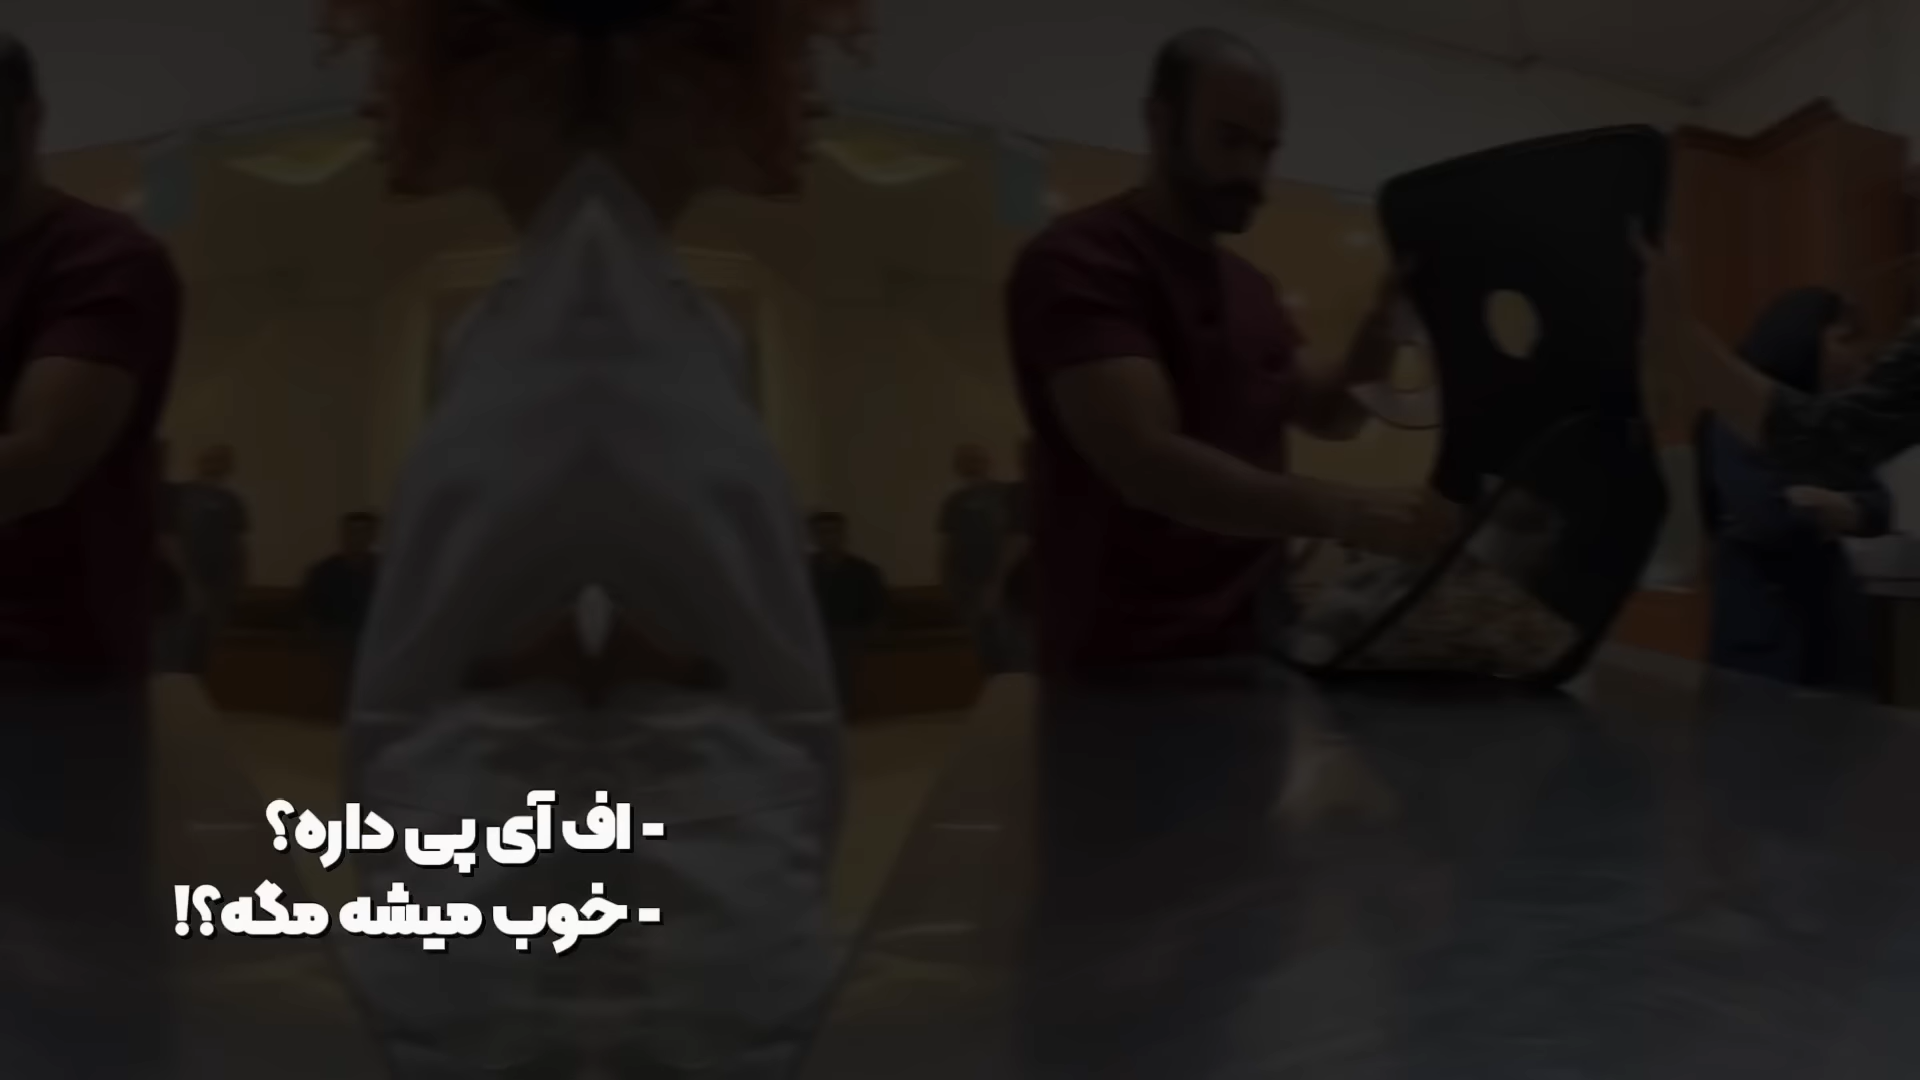 - اف آی پی داره؟
- خوب میشه مگه؟!